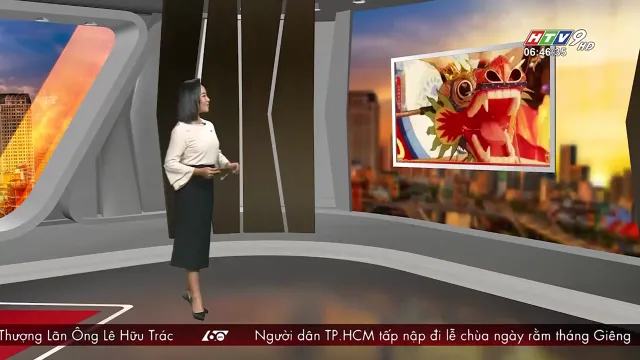 HTV9 HD
06:46:35
Thượng Lãn Ông Lê Hữu Trác 60 Người dân TP.HCM tấp nập đi lễ chùa ngày rằm tháng Giêng